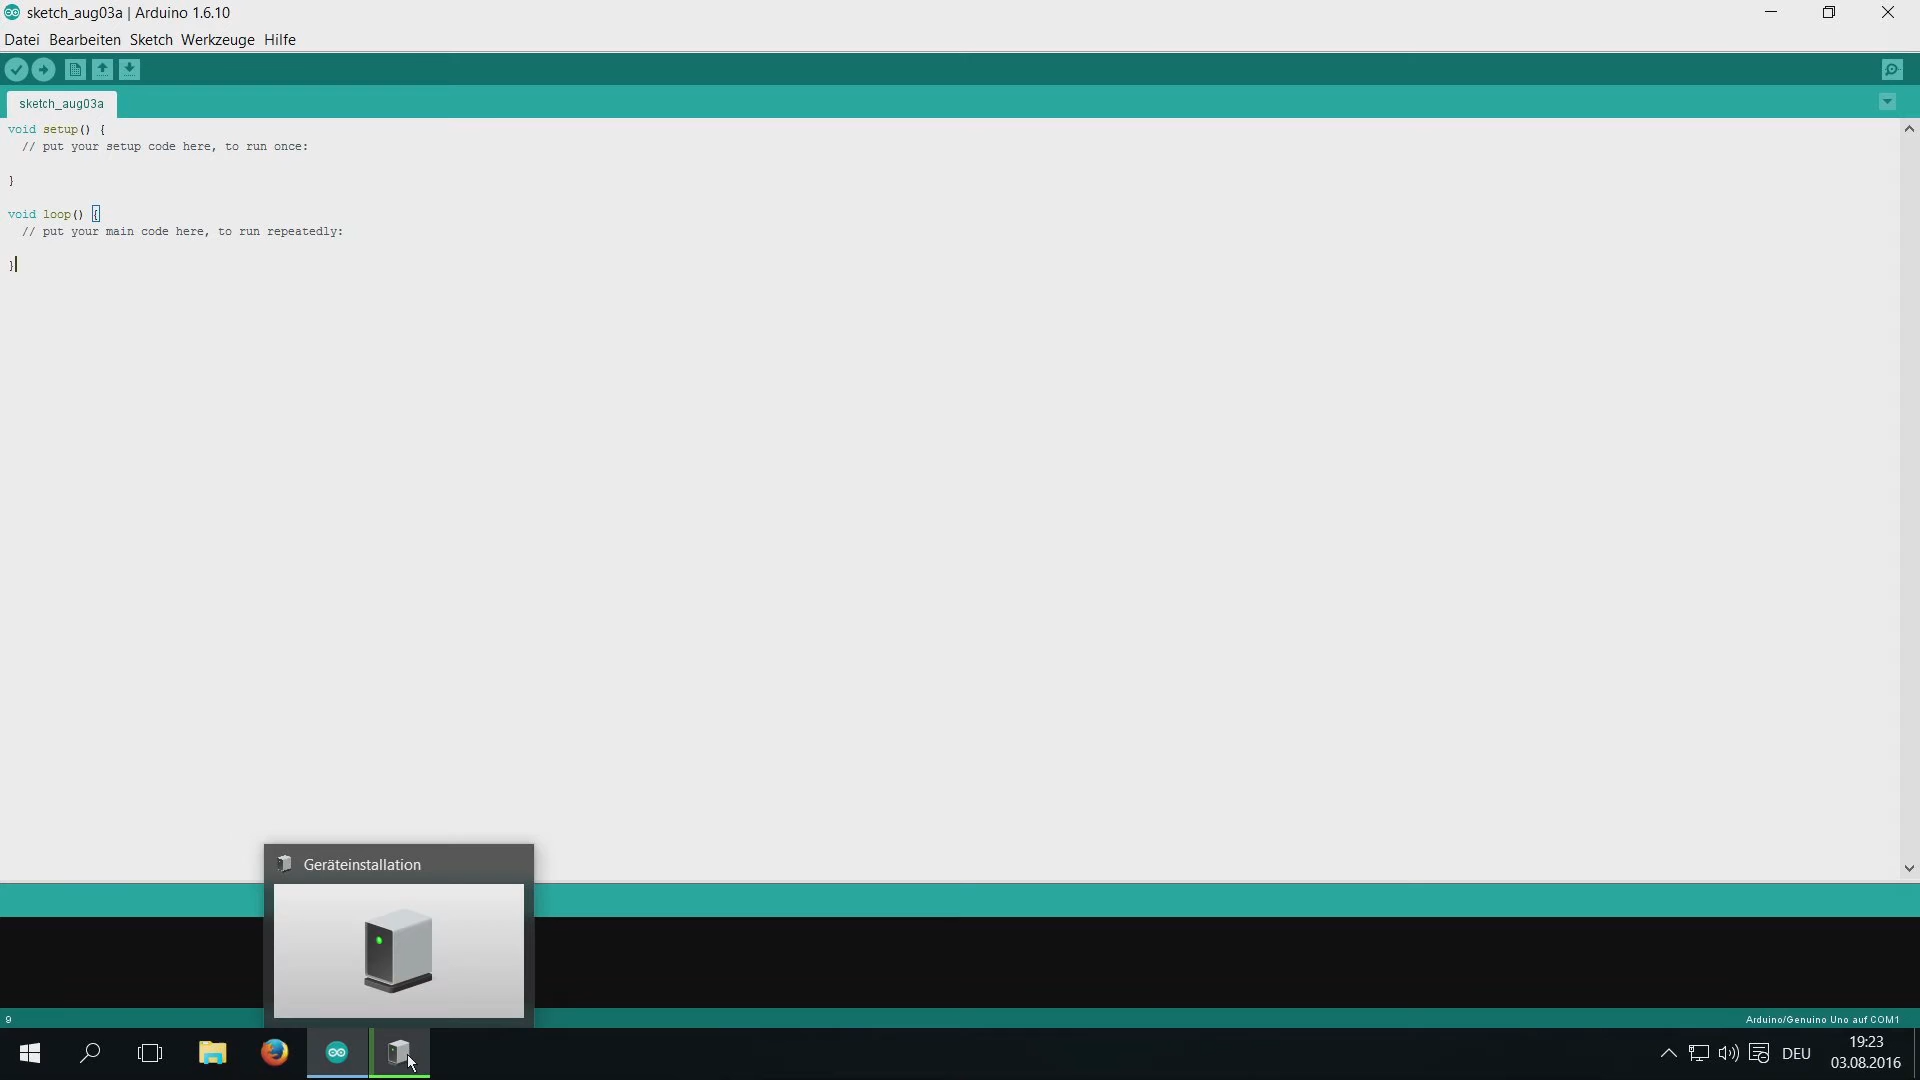 sketch_aug03a | Arduino 1.6.10
Datei Bearbeiten Sketch Werkzeuge Hilfe
sketch_aug03a
void setup() {
// put your setup code here, to run once:
}
void loop() {
// put your main code here, to run repeatedly:
}
Geräteinstallation
9
Arduino/Genuino Uno auf COM1
DEU
19:23
03.08.2016